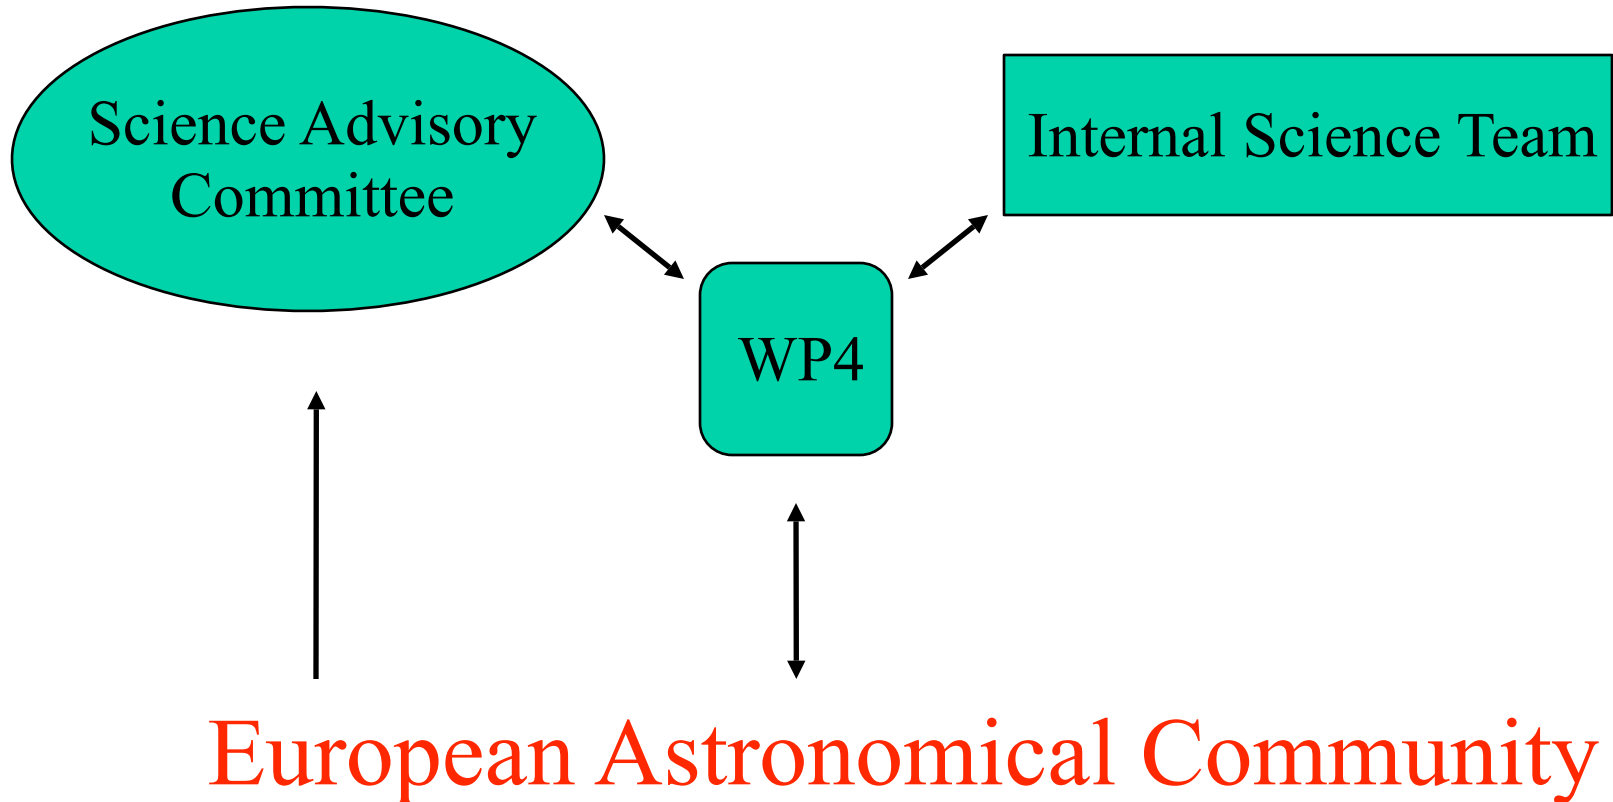 Science Advisory
Committee
Internal Science Team
WP4
European Astronomical Community